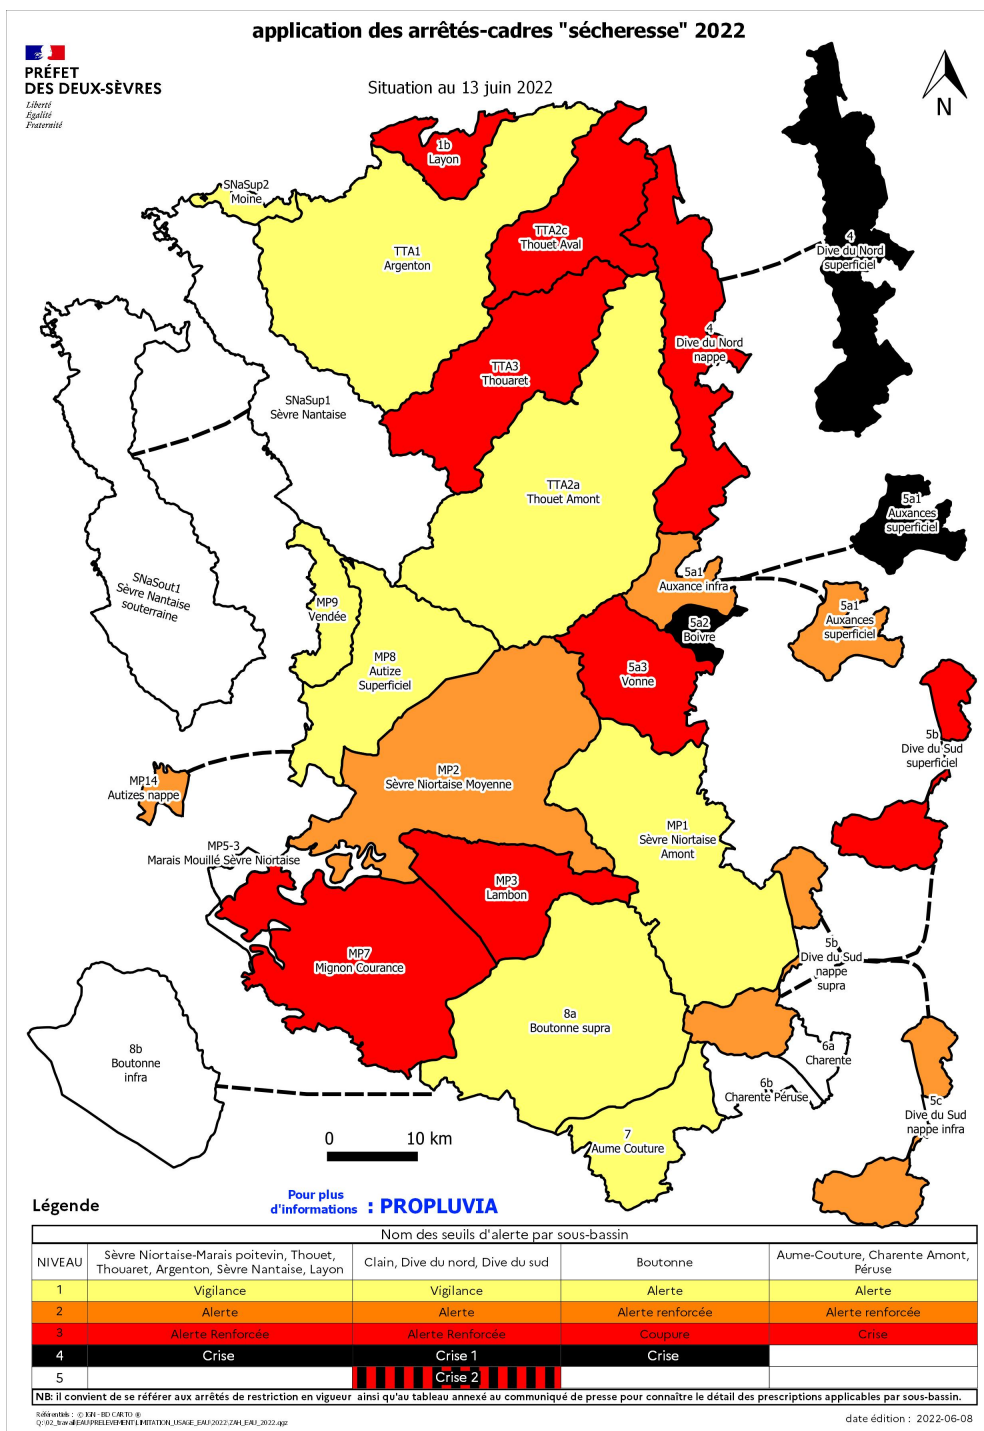 application des arrêtés-cadres "sécheresse" 2022
PRÉFET
DES DEUX-SÈVRES
Liberté
Égalité
Fraternité
Situation au 13 juin 2022
N
1b
Layon
SNaSup2
Moine
TTA2c
Thouet Aval
TTA1
Argenton
4
Dive du Nord
superficiel
4
Dive du Nord
nappe
TTA3
Thouaret
SNaSup1
Sèvre Nantaise
TTA2a
Thouet Amont
5a1
Auxances
superficiel
SNaSout1
Sèvre Nantaise
souterraine
5a1
Auxance infra
MP9
Vendée
5a1
Auxances
superficiel
5a2
Boivre
MP8
Autize
Superficiel
5a3
Vonne
5b
Dive du Sud
superficiel
MP14
Autizes nappe
MP2
Sèvre Niortaise Moyenne
MP1
Sèvre Niortaise
Amont
MP5-3
Marais Mouillé Sèvre Niortaise
MP3
Lambon
MP7
Mignon Courance
5b
Dive du Sud
nappe
supra
8a
Boutonne supra
8b
Boutonne
infra
6a
Charente
6b
Charente Péruse
5c
Dive du Sud
nappe infra
7
Aume Couture
0 10 km
Légende
Pour plus
d'informations : PROPLUVIA
Nom des seuils d'alerte par sous-bassin
NIVEAU
Sèvre Niortaise-Marais poitevin, Thouet,
Thouaret, Argenton, Sèvre Nantaise, Layon
Clain, Dive du nord, Dive du sud
Boutonne
Aume-Couture, Charente Amont,
Péruse
1 Vigilance Vigilance Alerte Alerte
2 Alerte Alerte Alerte renforcée Alerte renforcée
3 Alerte Renforcée Alerte Renforcée Coupure Crise
4 Crise Crise 1 Crise
5 Crise 2
NB: il convient de se référer aux arrêtés de restriction en vigueur ainsi qu'au tableau annexé au communiqué de presse pour connaître le détail des prescriptions applicables par sous-bassin.
Référentiels : © IGN - BD CARTO ®
Q:\02_travail\EAU\PRELEVEMENT\LIMITATION_USAGE_EAU\2022\ZAH_EAU_2022.qgz
date édition : 2022-06-08